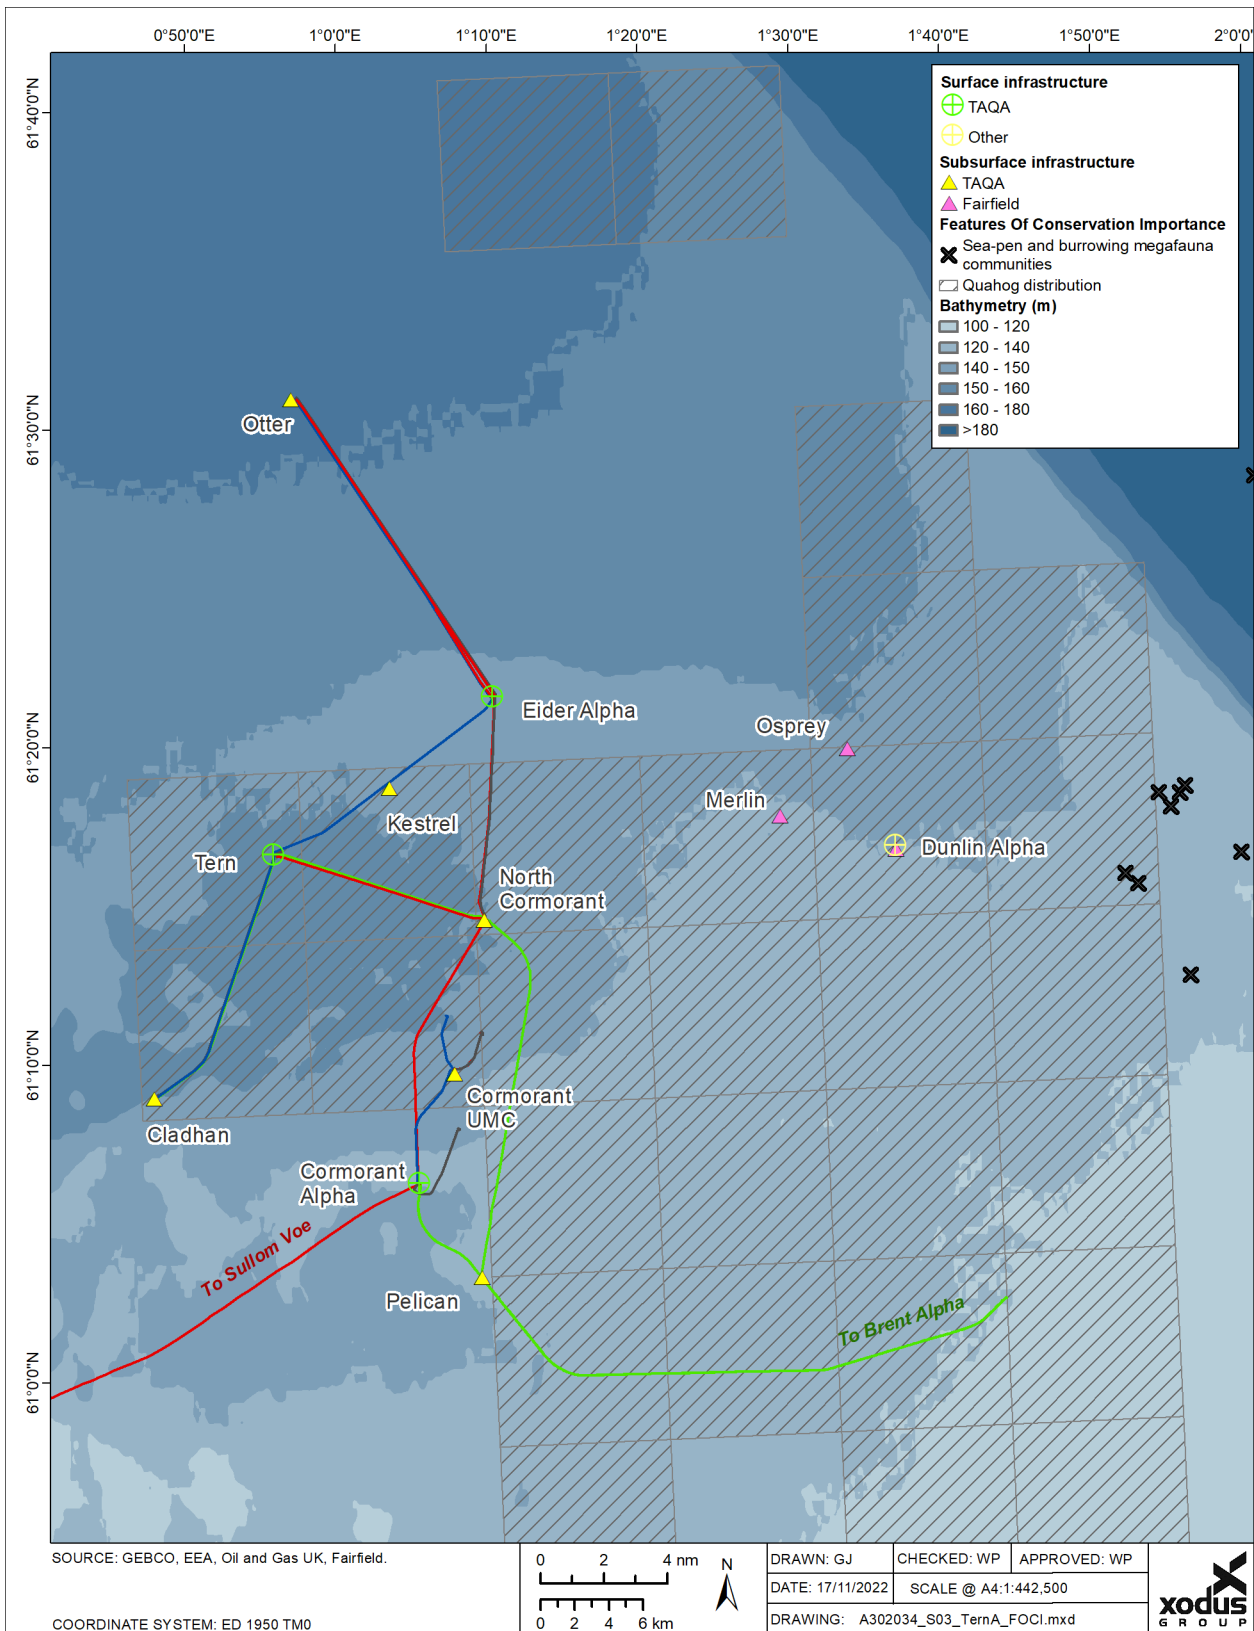 0°50'0"E
1°0'0"E
1°10'0"E
1°20'0"E
1°30'0"E
1°40'0"E
1°50'0"E
2°0'0"
61°40'0"N
61°30'0"N
61°20'0"N
61°10'0"N
61°0'0"N
Surface infrastructure
TAQA
Other
Subsurface infrastructure
TAQA
Fairfield
Features Of Conservation Importance
Sea-pen and burrowing megafauna
communities
Quahog distribution
Bathymetry (m)
100 - 120
120 - 140
140 - 150
150 - 160
160 - 180
>180
Otter
Eider Alpha
Osprey
Merlin
Kestrel
Dunlin Alpha
Tern
North
Cormorant
Cormorant
UMC
Cladhan
Cormorant
Alpha
To Sullom Voe
Pelican
To Brent Alpha
SOURCE: GEBCO, EEA, Oil and Gas UK, Fairfield.
COORDINATE SYSTEM: ED 1950 TM0
0 2 4 nm
0 2 4 6 km
N
DRAWN: GJ
CHECKED: WP
APPROVED: WP
DATE: 17/11/2022
SCALE @ A4:1:442,500
DRAWING: A302034_S03_TernA_FOCI.mxd
xodus
GROUP